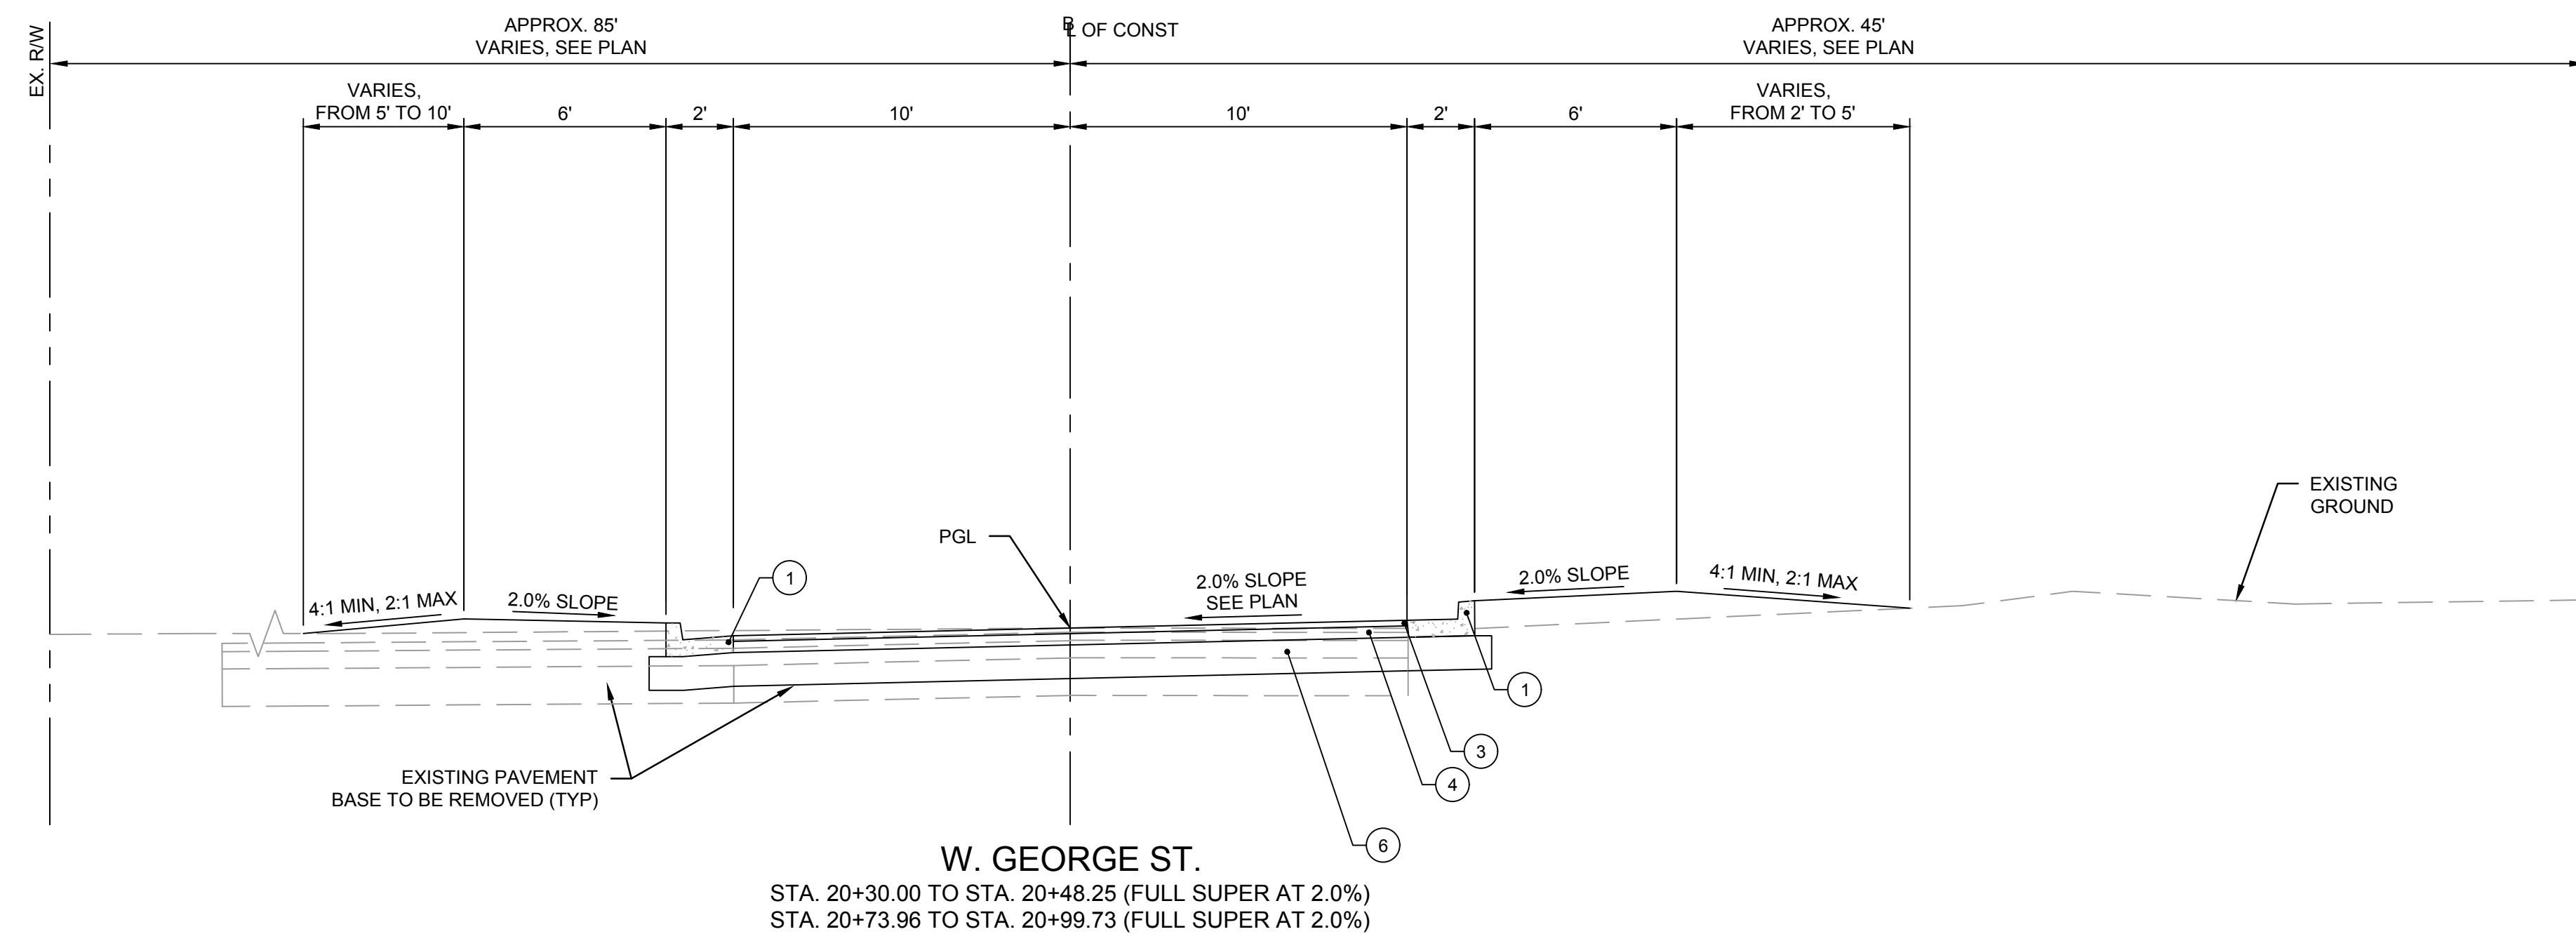 EX. R/W
APPROX. 85'
VARIES, SEE PLAN
BL OF CONST
APPROX. 45'
VARIES, SEE PLAN
VARIES,
FROM 5' TO 10'
6'
2'
10'
10'
2'
6'
VARIES,
FROM 2' TO 5'
EXISTING
GROUND
PGL
1
4:1 MIN, 2:1 MAX
2.0% SLOPE
2.0% SLOPE
SEE PLAN
2.0% SLOPE
4:1 MIN, 2:1 MAX
1
3
4
6
EXISTING PAVEMENT
BASE TO BE REMOVED (TYP)
W. GEORGE ST.
STA. 20+30.00 TO STA. 20+48.25 (FULL SUPER AT 2.0%)
STA. 20+73.96 TO STA. 20+99.73 (FULL SUPER AT 2.0%)